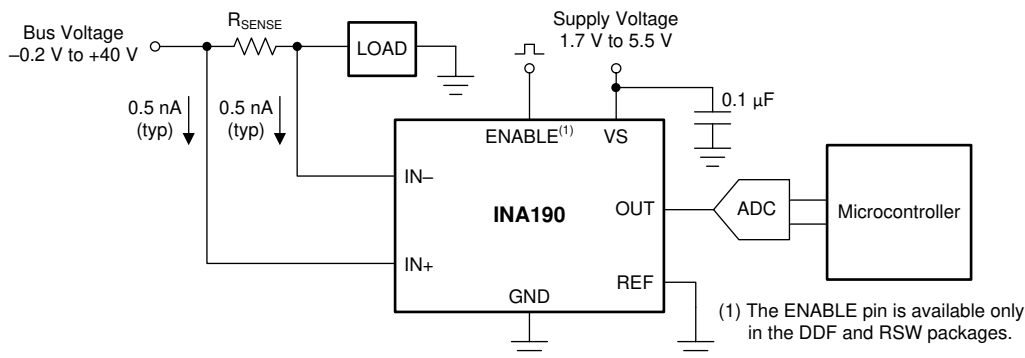 Bus Voltage
–0.2 V to +40 V
RSENSE
LOAD
Supply Voltage
1.7 V to 5.5 V
0.5 nA
(typ)
0.5 nA
(typ)
0.1 µF
ENABLE(1)
VS
IN–
INA190
OUT
ADC
Microcontroller
IN+
REF
GND
(1) The ENABLE pin is available only
in the DDF and RSW packages.